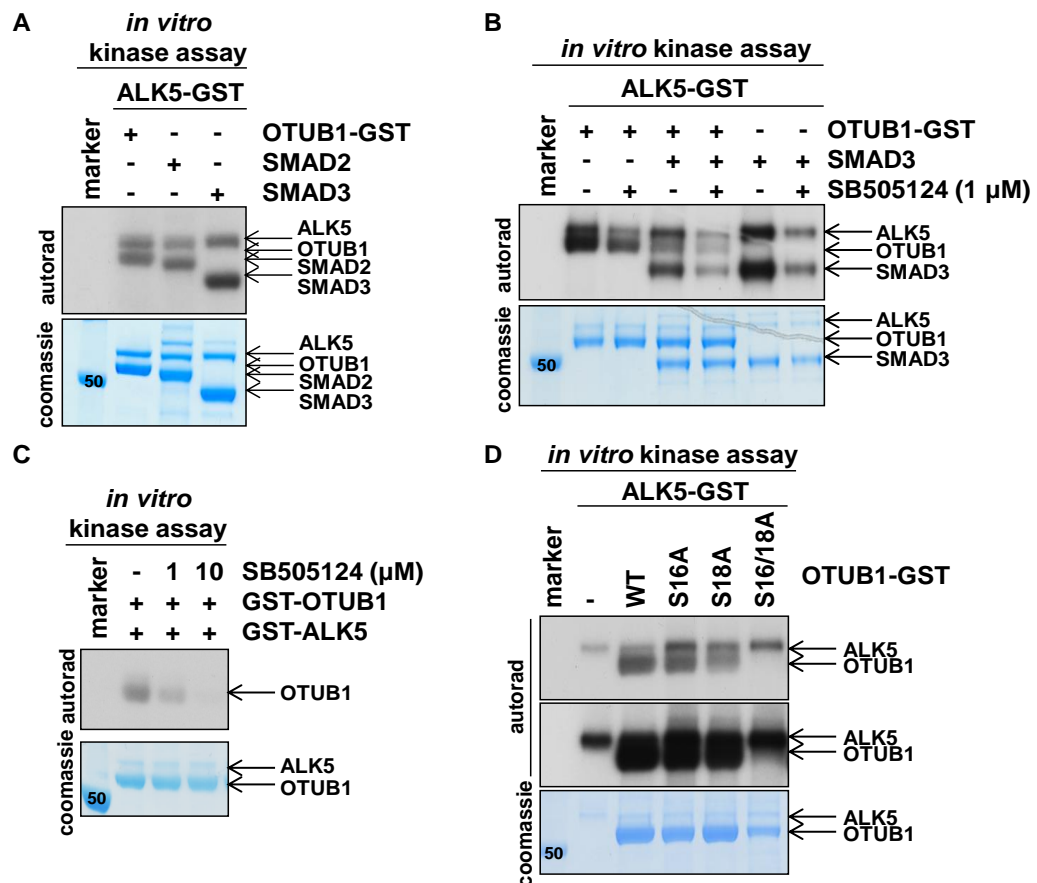 A
in vitro
kinase assay
ALK5-GST
marker
+ - - OTUB1-GST
- + - SMAD2
- - + SMAD3
autorad
ALK5
OTUB1
SMAD2
SMAD3
coomassie
50
ALK5
OTUB1
SMAD2
SMAD3
B
in vitro kinase assay
ALK5-GST
marker
+ + + + - - OTUB1-GST
- - + + + + SMAD3
- + - + - + SB505124 (1 µM)
autorad
ALK5
OTUB1
SMAD3
coomassie
50
ALK5
OTUB1
SMAD3
C
in vitro
kinase assay
marker
- 1 10 SB505124 (µM)
+ + + GST-OTUB1
+ + + GST-ALK5
autorad
OTUB1
coomassie
50
ALK5
OTUB1
D
in vitro kinase assay
ALK5-GST
marker
- WT S16A S18A S16/18A OTUB1-GST
autorad
ALK5
OTUB1
ALK5
OTUB1
coomassie
50
ALK5
OTUB1